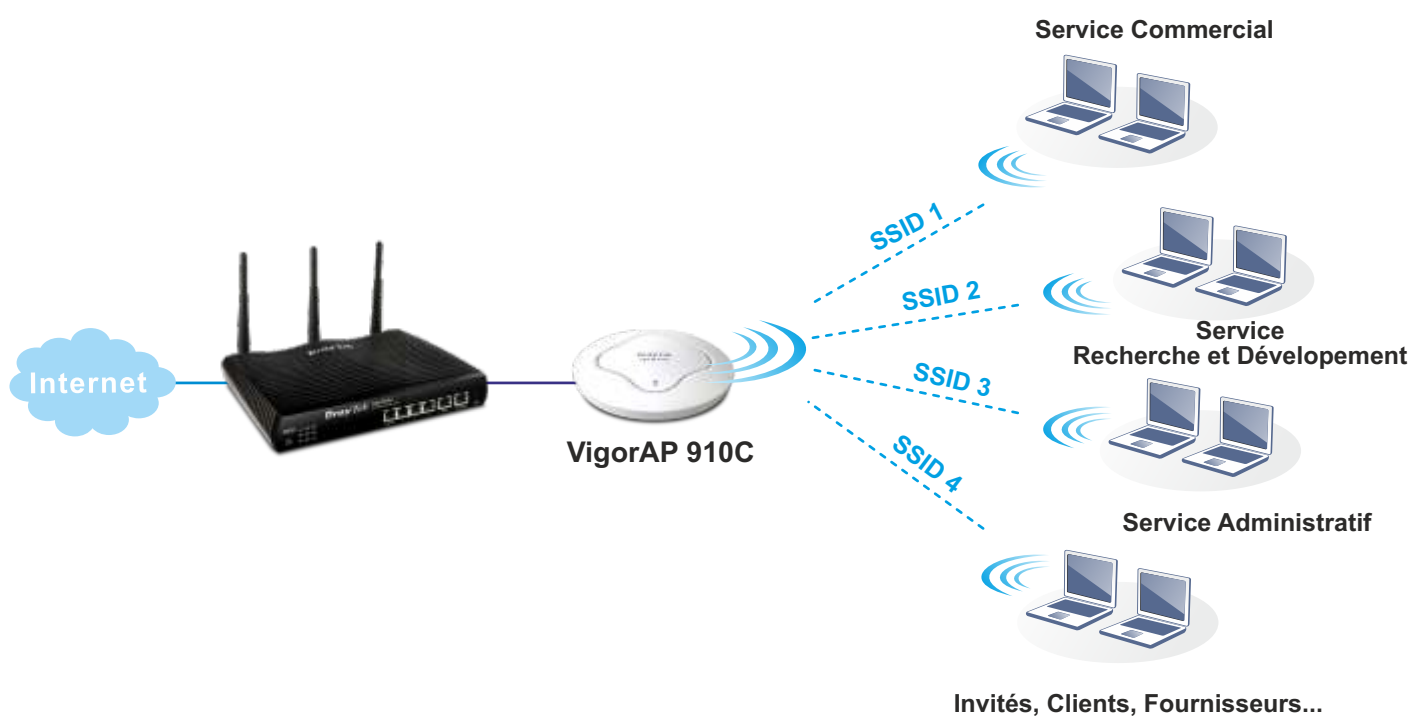 Service Commercial
SSID 1
SSID 2
Service
Recherche et Dévelopement
Internet
SSID 3
VigorAP 910C
SSID 4
Service Administratif
Invités, Clients, Fournisseurs...